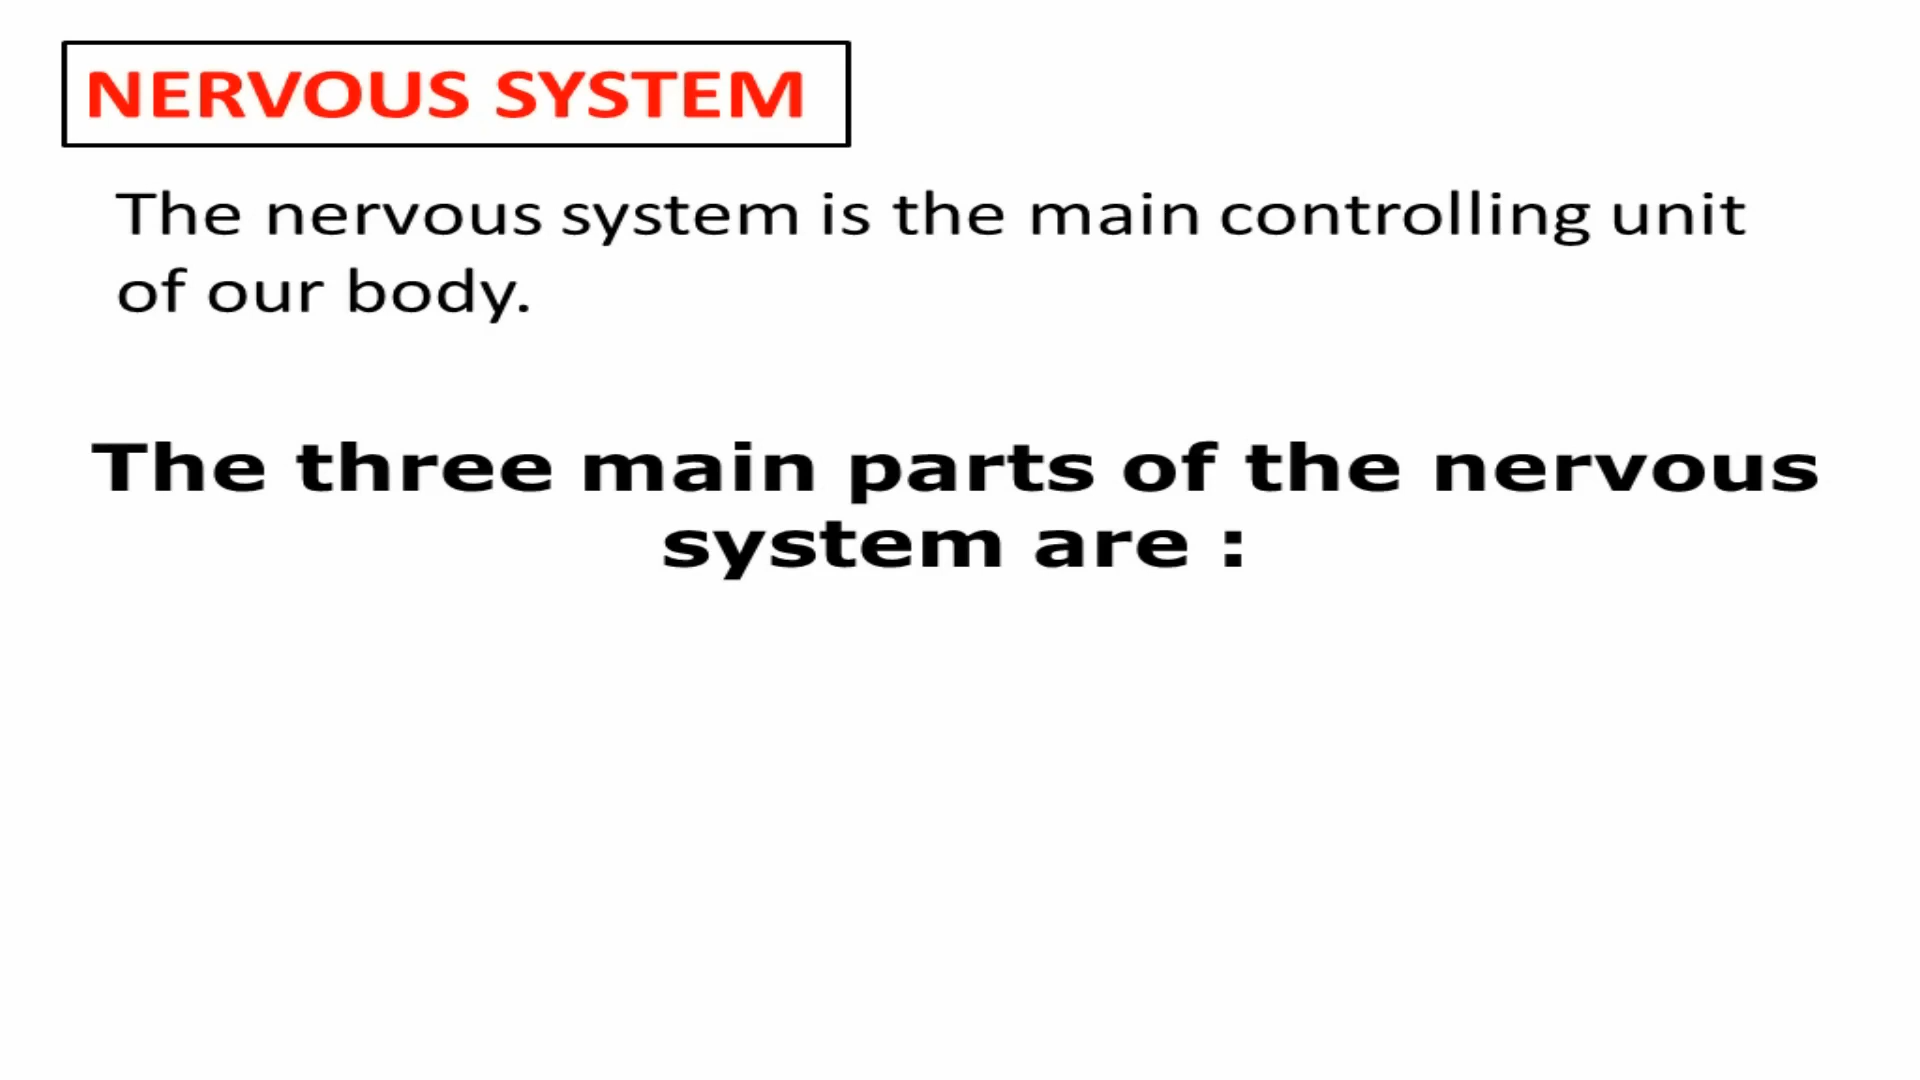 NERVOUS SYSTEM
The nervous system is the main controlling unit
of our body.
The three main parts of the nervous
system are :